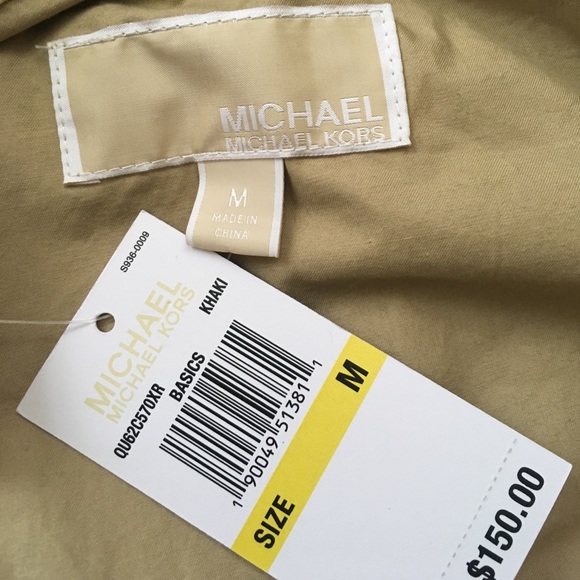 MICHAEL
MICHAEL KORS
M
MADE IN
CHINA
S936-0009
MICHAEL
MICHAEL KORS
QU62C570XR
BASICS
KHAKI
1 90049 51381 1
SIZE
M
$150.00